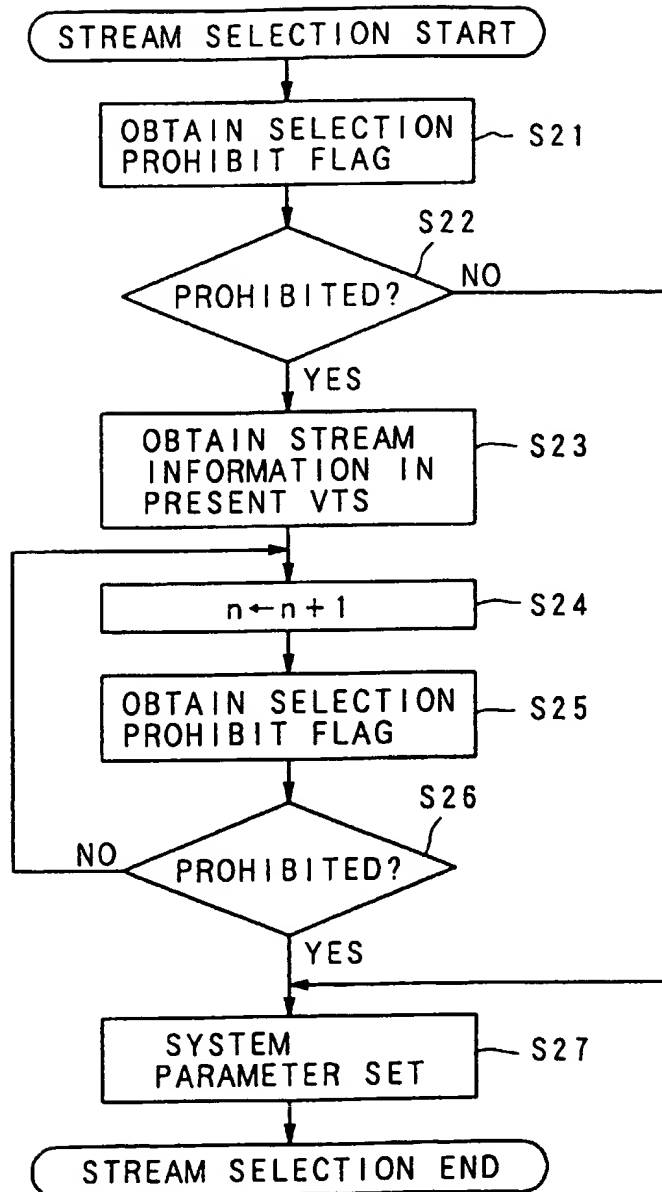 STREAM SELECTION START
OBTAIN SELECTION
PROHIBIT FLAG
S21
S22
PROHIBITED?
NO
YES
OBTAIN STREAM
INFORMATION IN
PRESENT VTS
S23
n←n+1
S24
OBTAIN SELECTION
PROHIBIT FLAG
S25
S26
NO
PROHIBITED?
YES
SYSTEM
PARAMETER SET
S27
STREAM SELECTION END